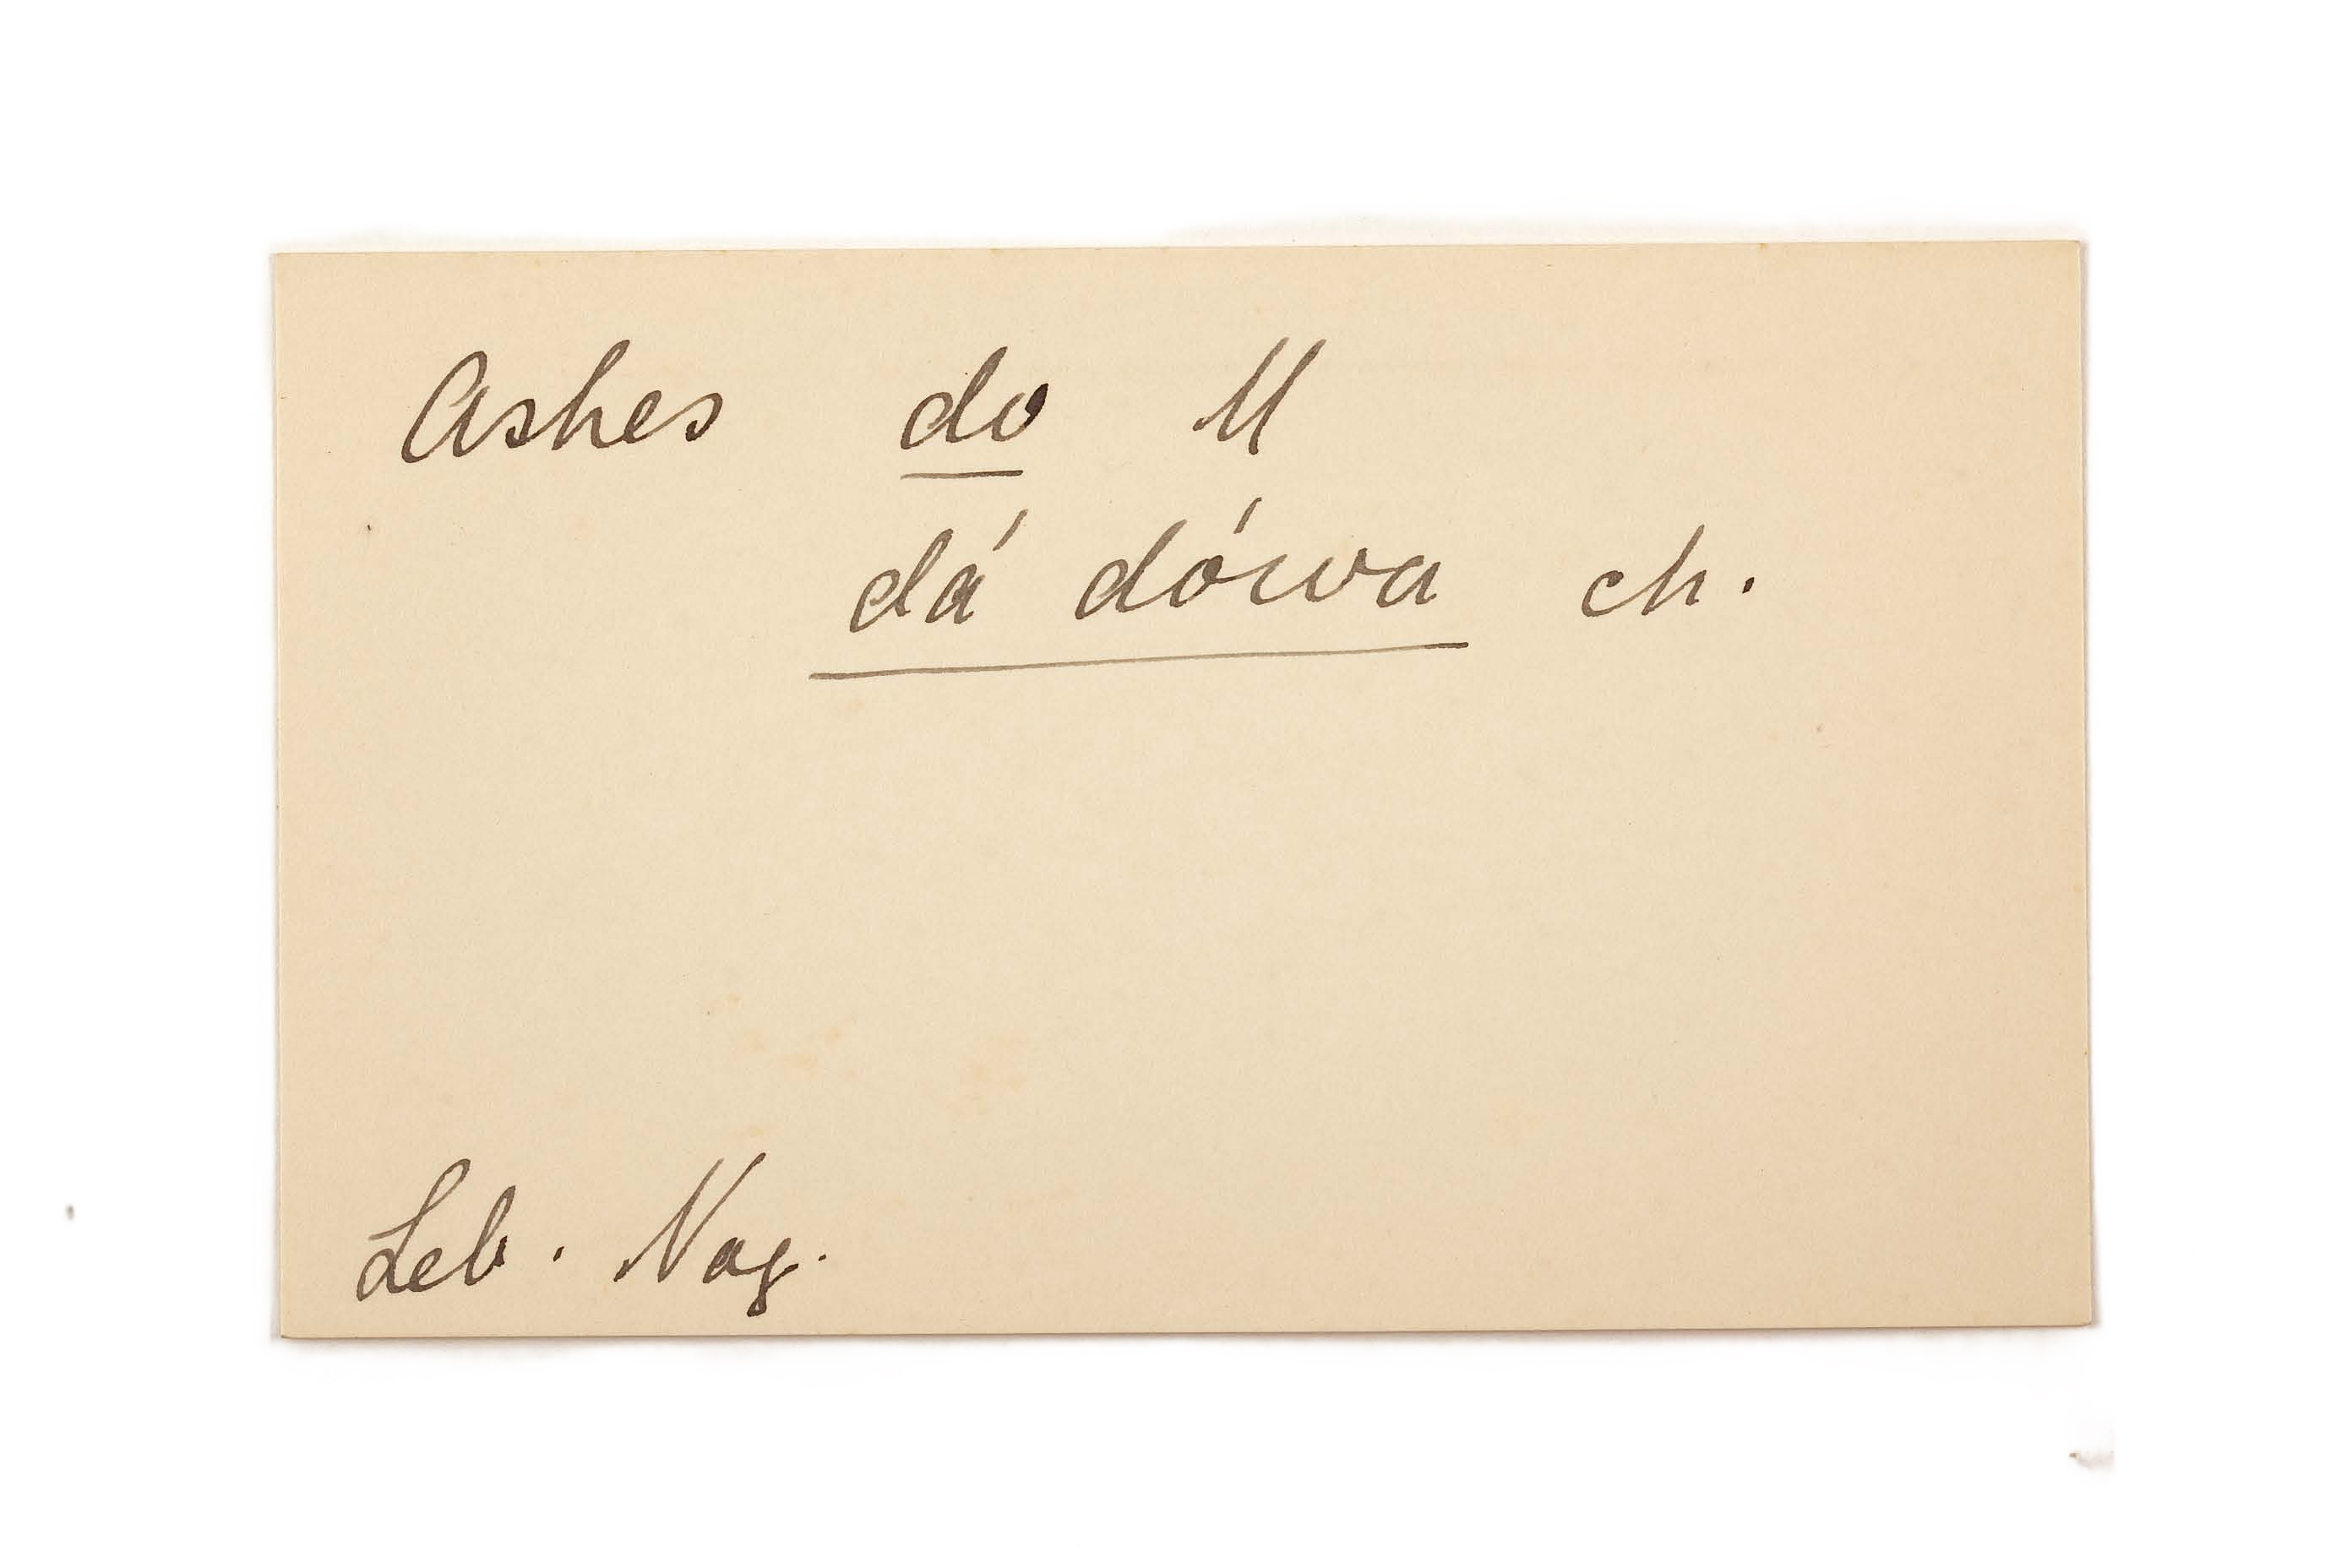 Ashes do M
dá dówa ch.
Leb. Nag.